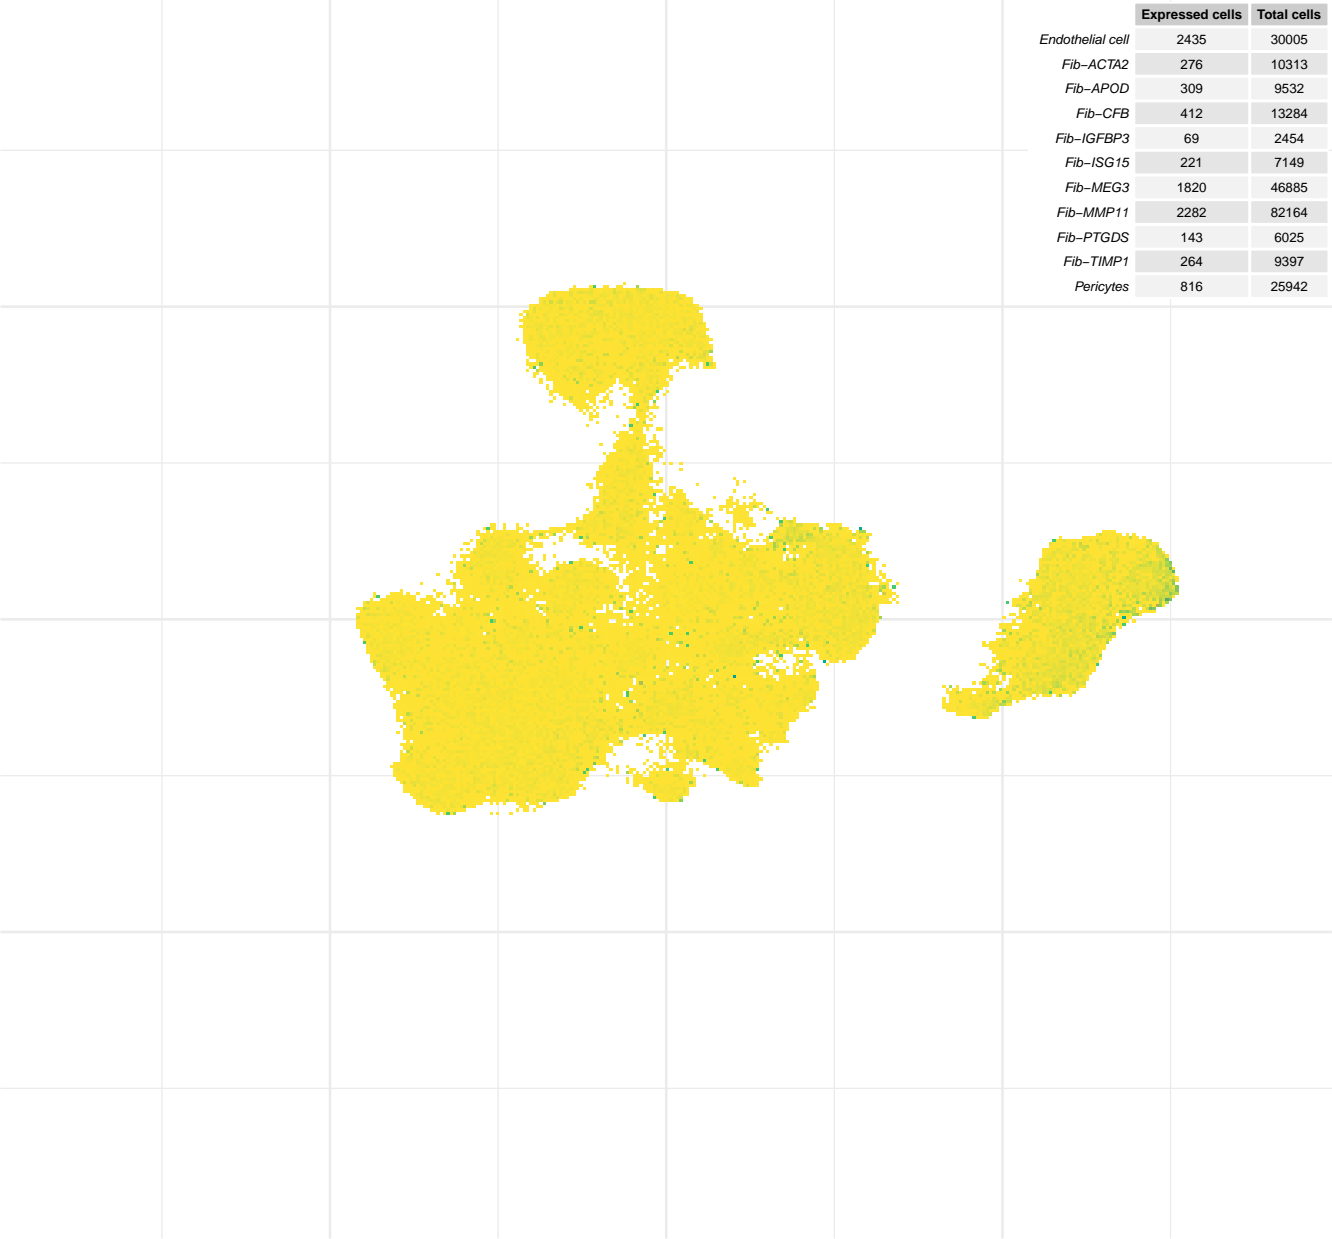 Expressed cells Total cells
Endothelial cell 2435 30005
Fib−ACTA2 276 10313
Fib−APOD 309 9532
Fib−CFB 412 13284
Fib−IGFBP3 69 2454
Fib−ISG15 221 7149
Fib−MEG3 1820 46885
Fib−MMP11 2282 82164
Fib−PTGDS 143 6025
Fib−TIMP1 264 9397
Pericytes 816 25942